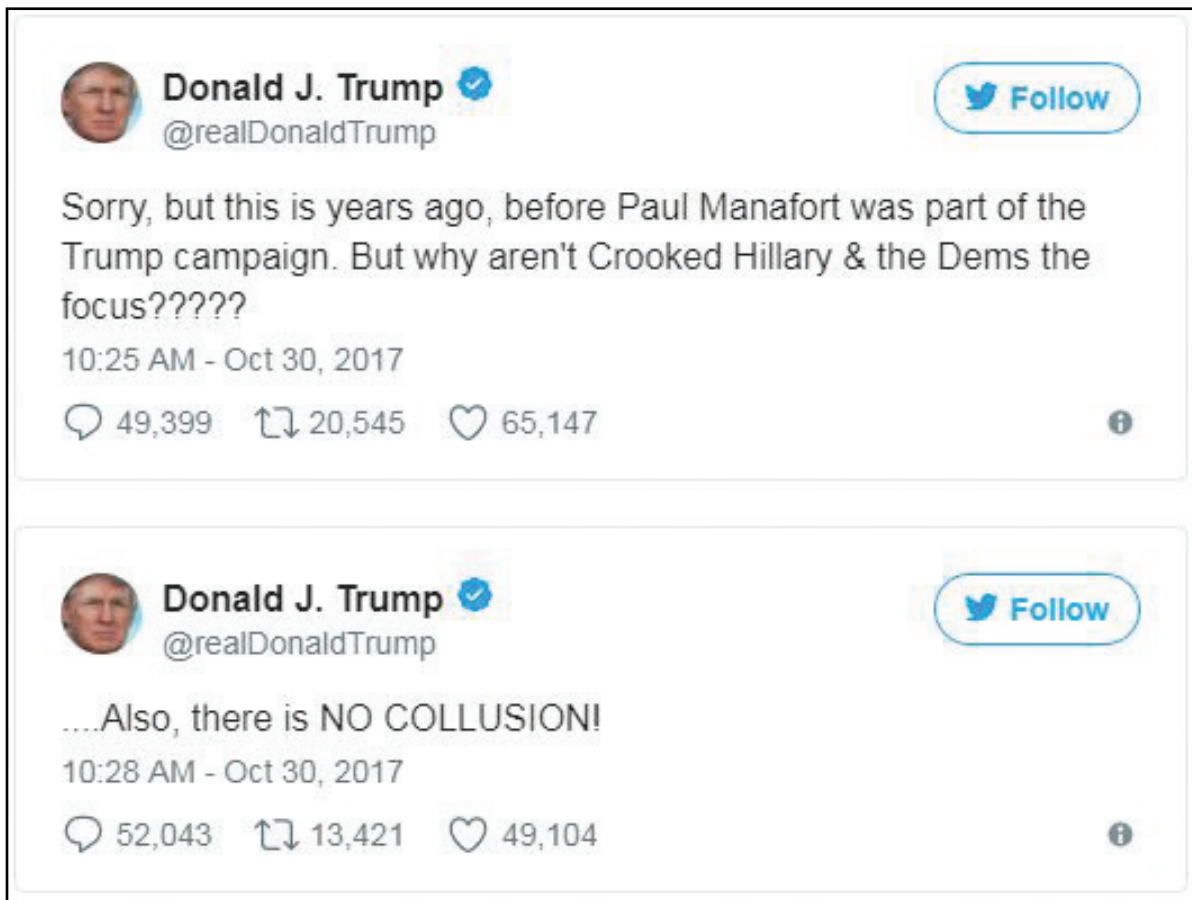 Donald J. Trump
@realDonaldTrump
Follow
Sorry, but this is years ago, before Paul Manafort was part of the
Trump campaign. But why aren't Crooked Hillary & the Dems the
focus?????
10:25 AM - Oct 30, 2017
49,399 20,545 65,147
Donald J. Trump
@realDonaldTrump
Follow
....Also, there is NO COLLUSION!
10:28 AM - Oct 30, 2017
52,043 13,421 49,104